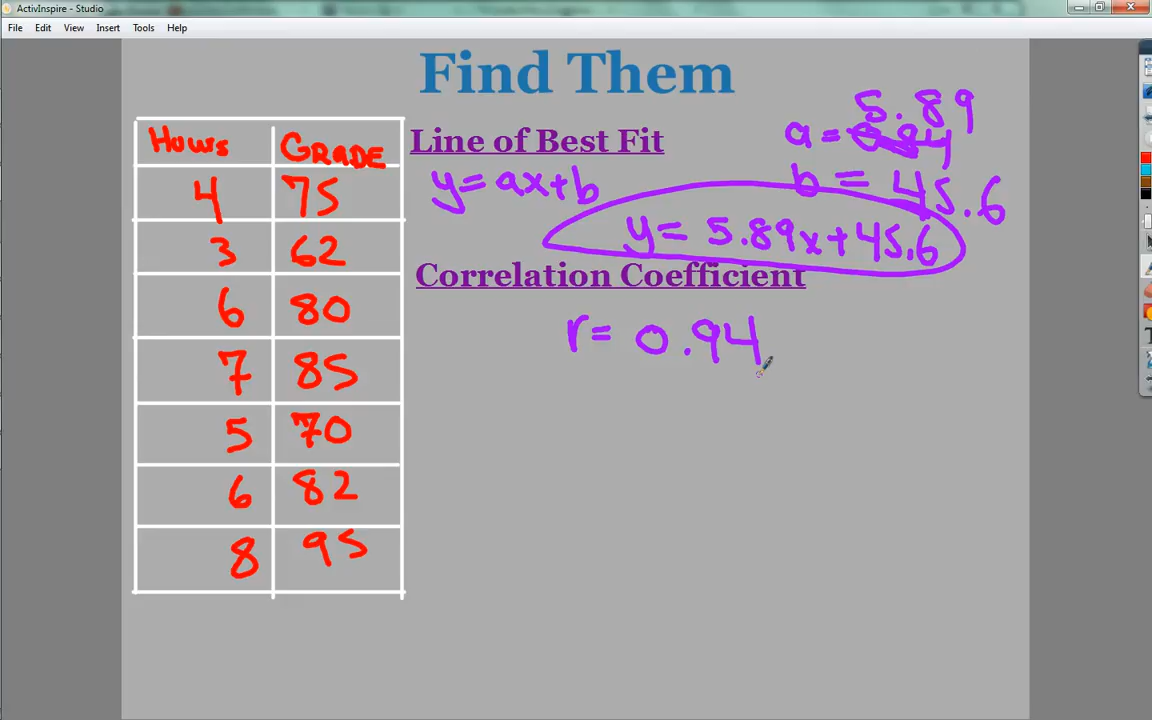 ActivInspire - Studio
File Edit View Insert Tools Help
Find Them
Hours GRADE
4 75
3 62
6 80
7 85
5 70
6 82
8 95
Line of Best Fit
y = ax + b
a = 5.89
0.94
b = 45.6
y = 5.89x + 45.6
Correlation Coefficient
r = 0.94